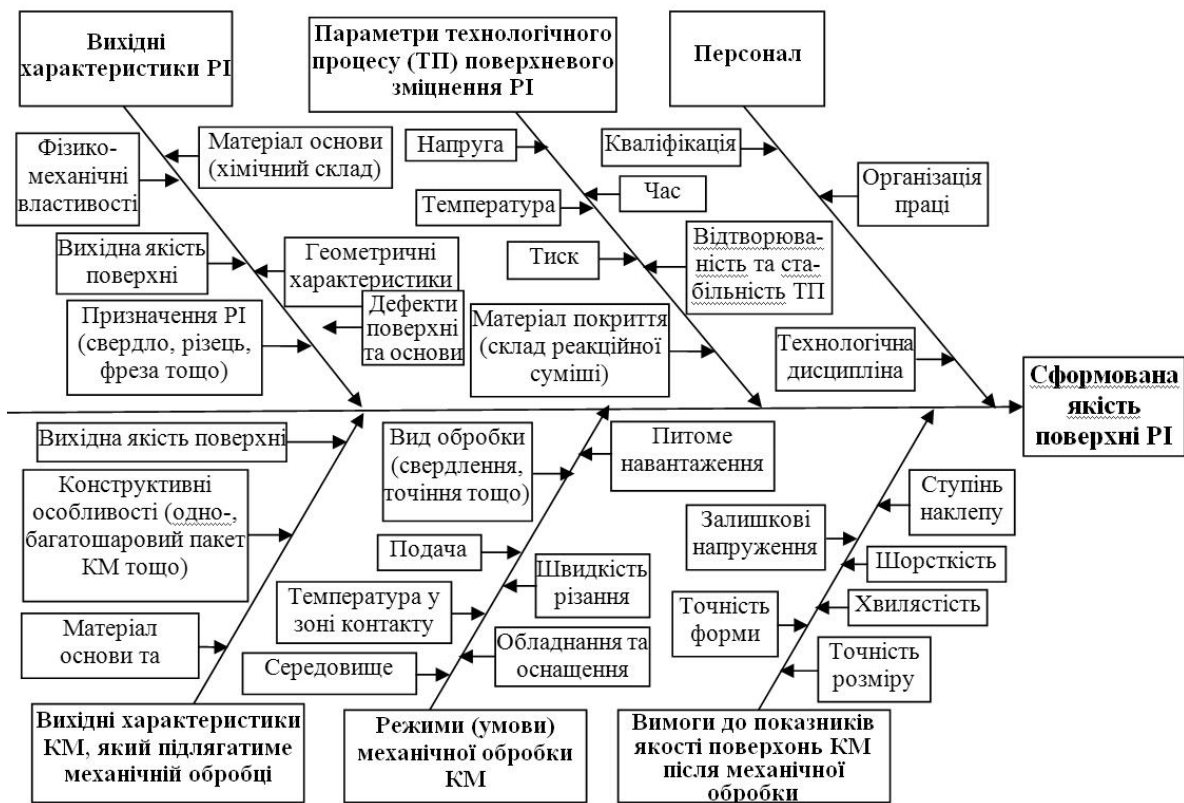 Вихідні
характеристики РІ
Параметри технологічного
процесу (ТП) поверхневого
зміцнення РІ
Персонал
Фізико-
механічні
властивості
Матеріал основи
(хімічний склад)
Вихідна якість
поверхні
Геометричні
характеристики
Дефекти
поверхні
та основи
Призначення РІ
(свердло, різець,
фреза тощо)
Напруга
Час
Температура
Тиск
Відтворюва-
ність та ста-
більність ТП
Матеріал покриття
(склад реакційної
суміші)
Кваліфікація
Організація
праці
Технологічна
дисципліна
Сформована
якість
поверхні РІ
Вихідна якість поверхні
Конструктивні
особливості (одно-,
багатошаровий пакет
КМ тощо)
Матеріал
основи та
Вид обробки
(свердлення,
точіння тощо)
Питоме
навантаження
Подача
Швидкість
різання
Температура у
зоні контакту
Обладнання та
оснащення
Середовище
Ступінь
наклепу
Залишкові
напруження
Шорсткість
Хвилястість
Точність
форми
Точність
розміру
Вихідні характеристики
КМ, який підлягатиме
механічній обробці
Режими (умови)
механічної обробки
КМ
Вимоги до показників
якості поверхонь КМ
після механічної
обробки